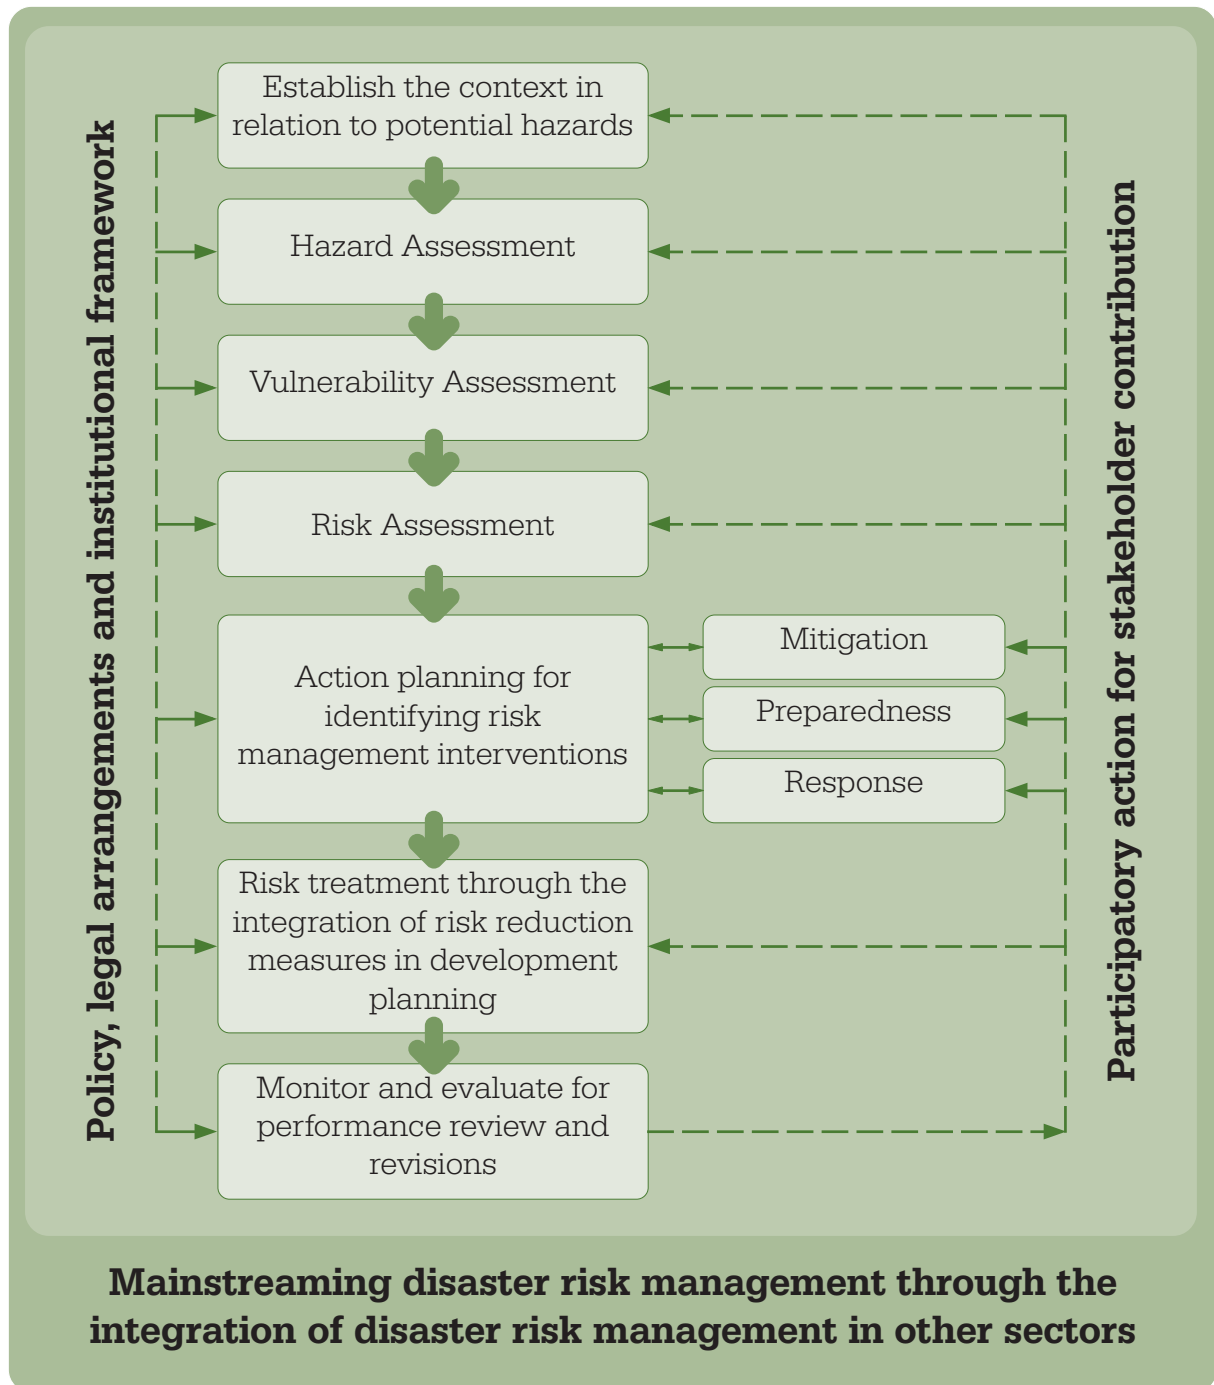 Policy, legal arrangements and institutional framework
Establish the context in
relation to potential hazards
Hazard Assessment
Vulnerability Assessment
Risk Assessment
Action planning for
identifying risk
management interventions
Mitigation
Preparedness
Response
Risk treatment through the
integration of risk reduction
measures in development
planning
Monitor and evaluate for
performance review and
revisions
Participatory action for stakeholder contribution
Mainstreaming disaster risk management through the
integration of disaster risk management in other sectors